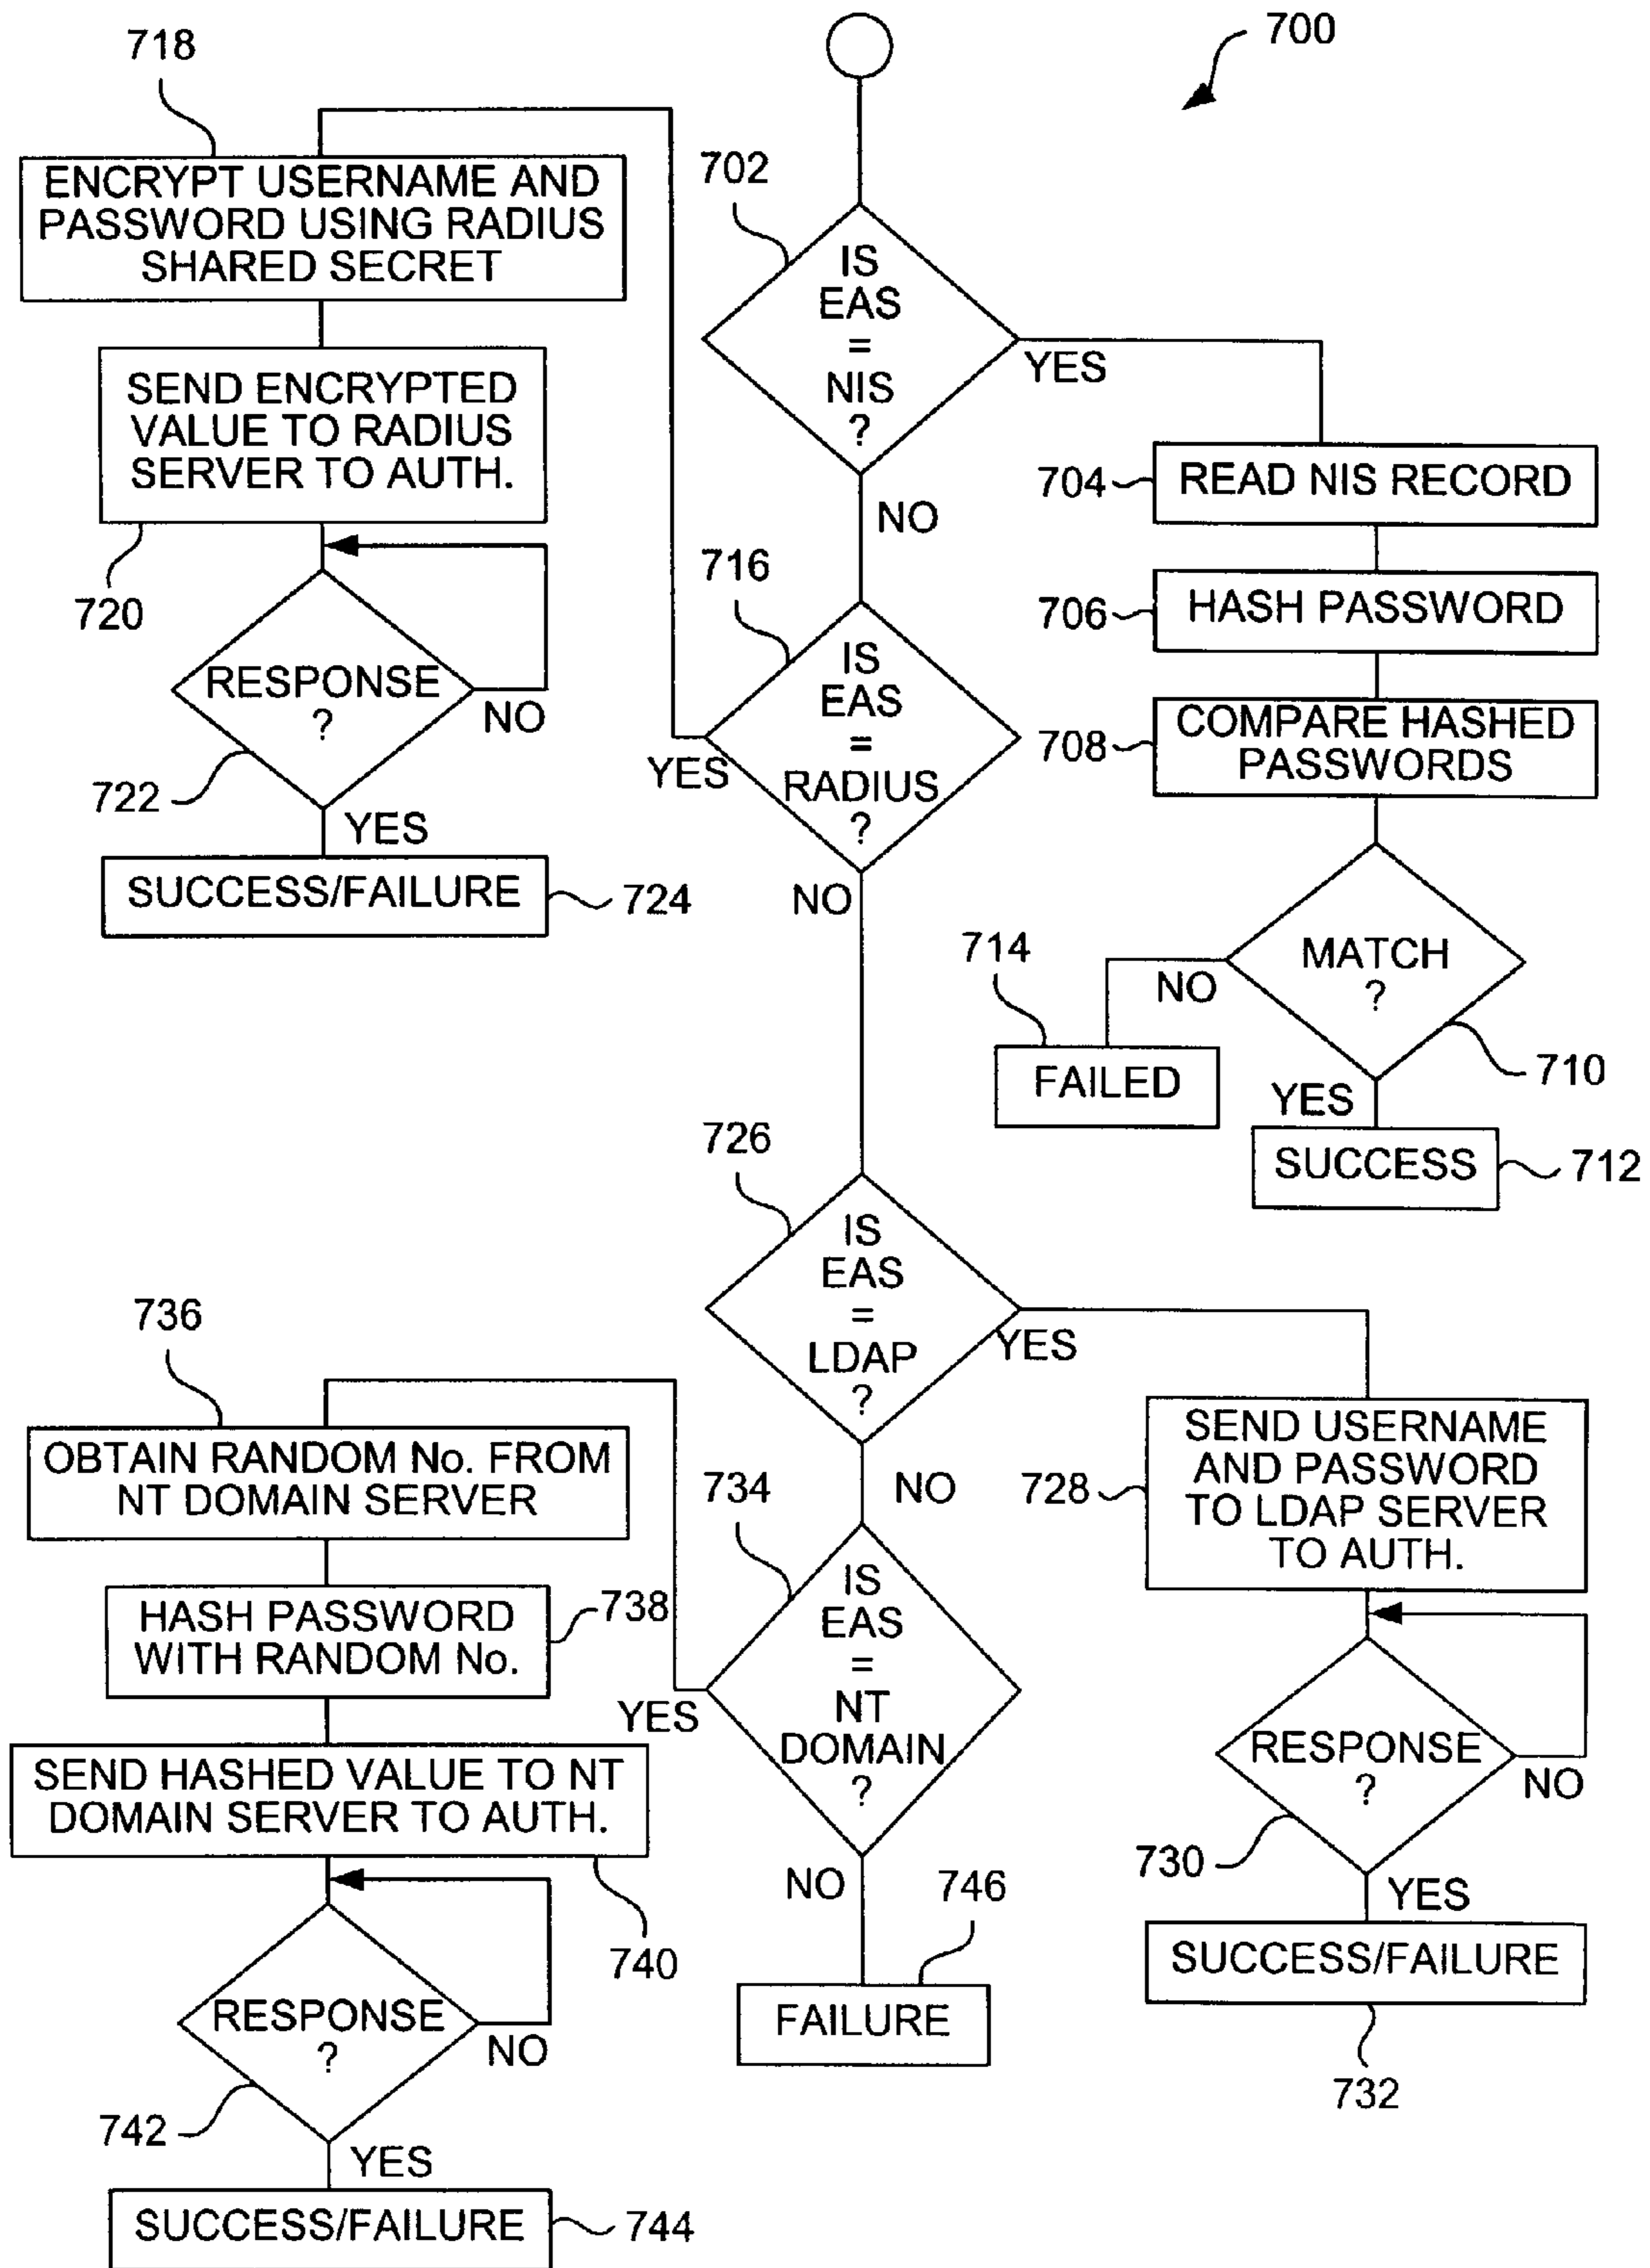 700
718
ENCRYPT USERNAME AND
PASSWORD USING RADIUS
SHARED SECRET
SEND ENCRYPTED
VALUE TO RADIUS
SERVER TO AUTH.
720
RESPONSE
?
NO
722
YES
SUCCESS/FAILURE
724
702
IS
EAS
=
NIS
?
YES
NO
704
READ NIS RECORD
706
HASH PASSWORD
708
COMPARE HASHED
PASSWORDS
MATCH
?
710
NO
714
FAILED
YES
SUCCESS
712
716
IS
EAS
=
RADIUS
?
YES
NO
726
IS
EAS
=
LDAP
?
YES
NO
728
SEND USERNAME
AND PASSWORD
TO LDAP SERVER
TO AUTH.
RESPONSE
?
NO
730
YES
SUCCESS/FAILURE
732
734
IS
EAS
=
NT
DOMAIN
?
YES
NO
746
FAILURE
736
OBTAIN RANDOM No. FROM
NT DOMAIN SERVER
HASH PASSWORD
WITH RANDOM No.
738
SEND HASHED VALUE TO NT
DOMAIN SERVER TO AUTH.
740
RESPONSE
?
NO
742
YES
SUCCESS/FAILURE
744